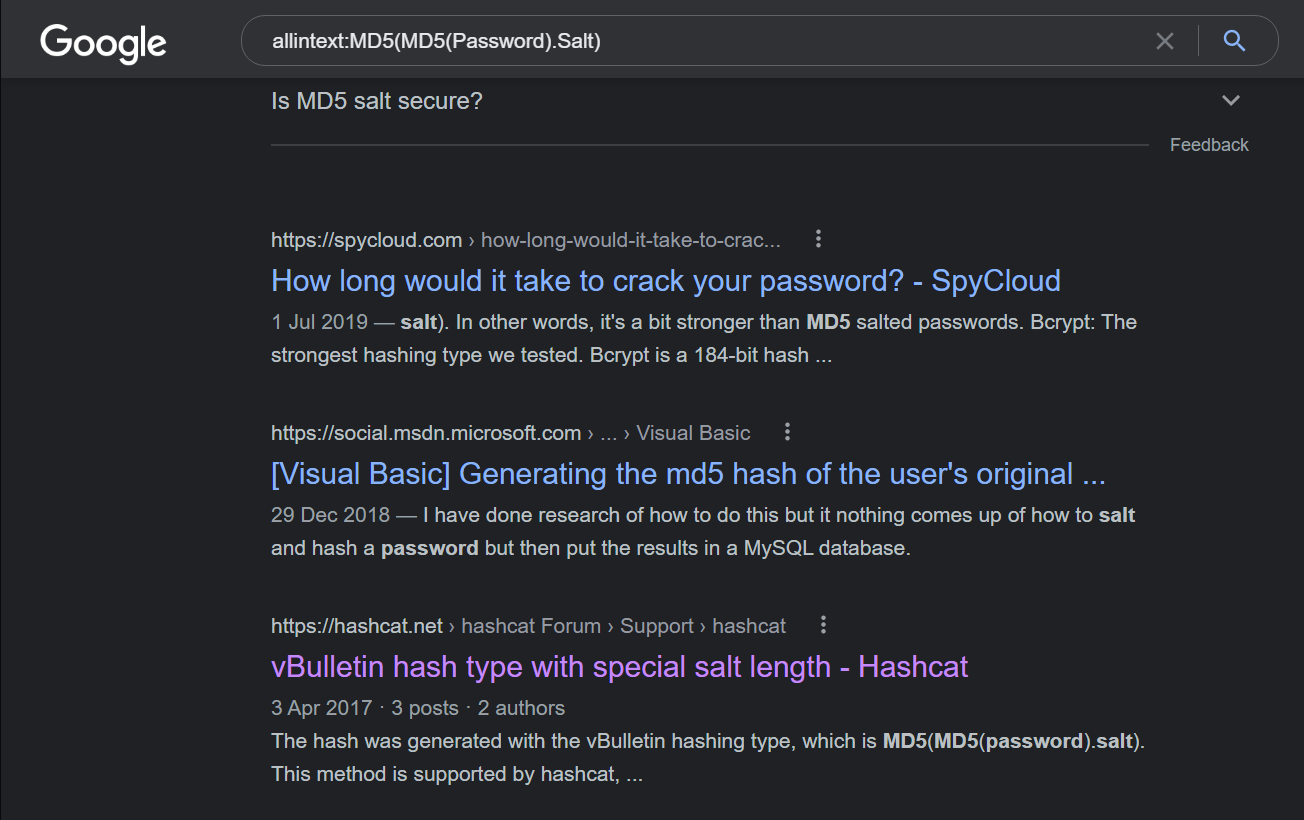 Google
allintext:MD5(MD5(Password).Salt)
Is MD5 salt secure?
Feedback
https://spycloud.com › how-long-would-it-take-to-crac...
How long would it take to crack your password? - SpyCloud
1 Jul 2019 — salt). In other words, it's a bit stronger than MD5 salted passwords. Bcrypt: The
strongest hashing type we tested. Bcrypt is a 184-bit hash ...
https://social.msdn.microsoft.com › ... › Visual Basic
[Visual Basic] Generating the md5 hash of the user's original ...
29 Dec 2018 — I have done research of how to do this but it nothing comes up of how to salt
and hash a password but then put the results in a MySQL database.
https://hashcat.net › hashcat Forum › Support › hashcat
vBulletin hash type with special salt length - Hashcat
3 Apr 2017 · 3 posts · 2 authors
The hash was generated with the vBulletin hashing type, which is MD5(MD5(password).salt).
This method is supported by hashcat, ...